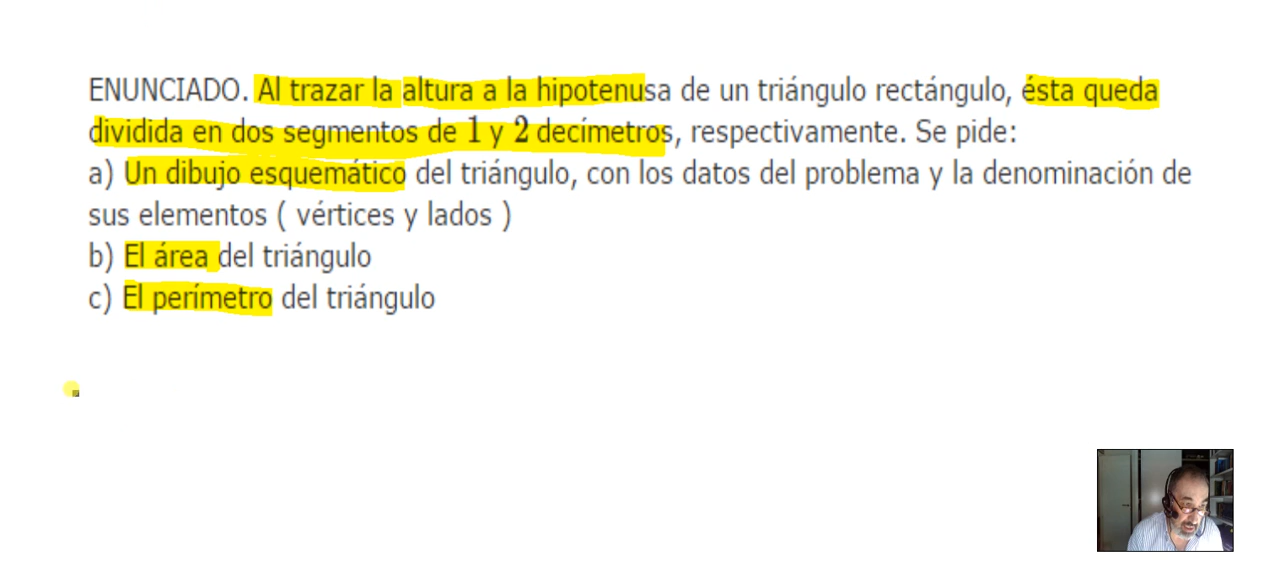 ENUNCIADO. Al trazar la altura a la hipotenusa de un triángulo rectángulo, ésta queda
dividida en dos segmentos de 1 y 2 decímetros, respectivamente. Se pide:
a) Un dibujo esquemático del triángulo, con los datos del problema y la denominación de
sus elementos ( vértices y lados )
b) El área del triángulo
c) El perímetro del triángulo